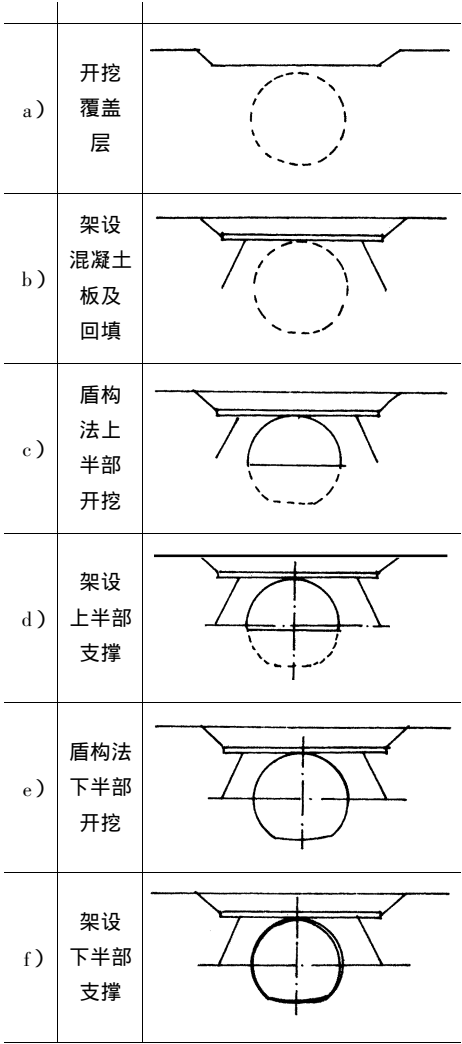 a）
开挖
覆盖
层
b）
架设
混凝土
板及
回填
c）
盾构
法上
半部
开挖
d）
架设
上半部
支撑
e）
盾构法
下半部
开挖
f）
架设
下半部
支撑